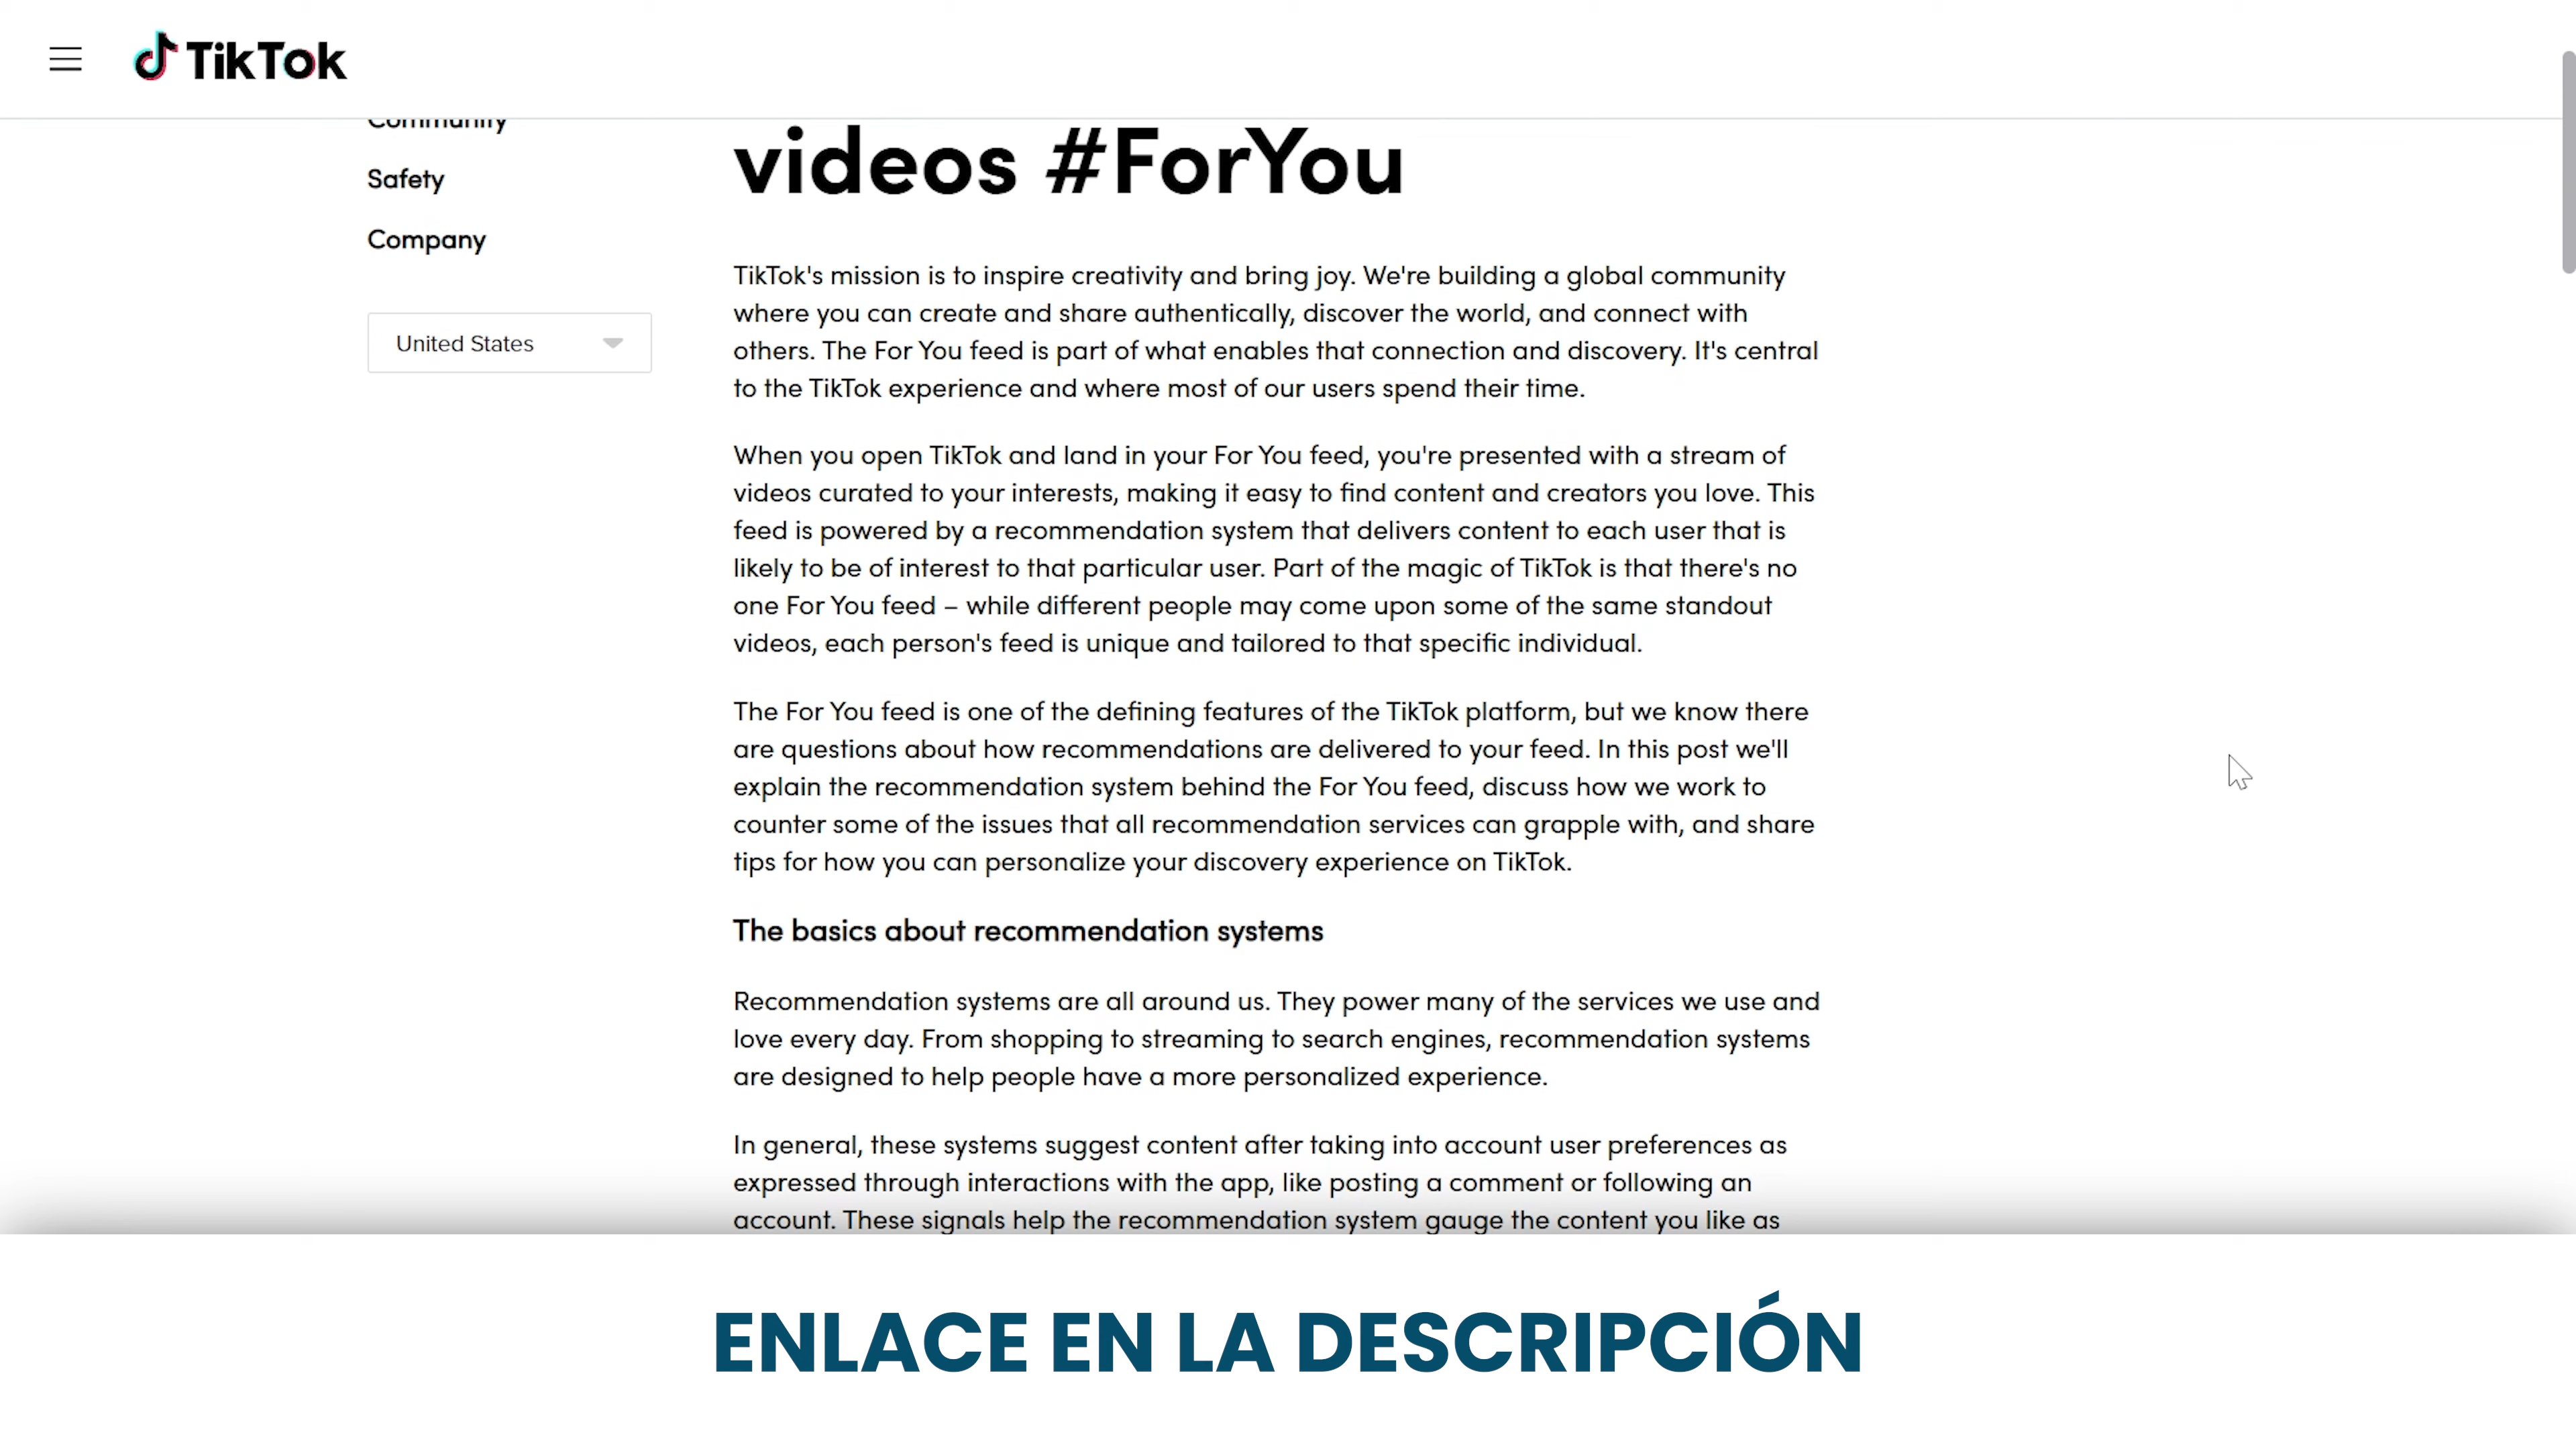 TikTok
Community
Safety
Company
United States
videos #ForYou
TikTok's mission is to inspire creativity and bring joy. We're building a global community
where you can create and share authentically, discover the world, and connect with
others. The For You feed is part of what enables that connection and discovery. It's central
to the TikTok experience and where most of our users spend their time.
When you open TikTok and land in your For You feed, you're presented with a stream of
videos curated to your interests, making it easy to find content and creators you love. This
feed is powered by a recommendation system that delivers content to each user that is
likely to be of interest to that particular user. Part of the magic of TikTok is that there's no
one For You feed – while different people may come upon some of the same standout
videos, each person's feed is unique and tailored to that specific individual.
The For You feed is one of the defining features of the TikTok platform, but we know there
are questions about how recommendations are delivered to your feed. In this post we'll
explain the recommendation system behind the For You feed, discuss how we work to
counter some of the issues that all recommendation services can grapple with, and share
tips for how you can personalize your discovery experience on TikTok.
The basics about recommendation systems
Recommendation systems are all around us. They power many of the services we use and
love every day. From shopping to streaming to search engines, recommendation systems
are designed to help people have a more personalized experience.
In general, these systems suggest content after taking into account user preferences as
expressed through interactions with the app, like posting a comment or following an
account. These signals help the recommendation system gauge the content you like as
ENLACE EN LA DESCRIPCIÓN